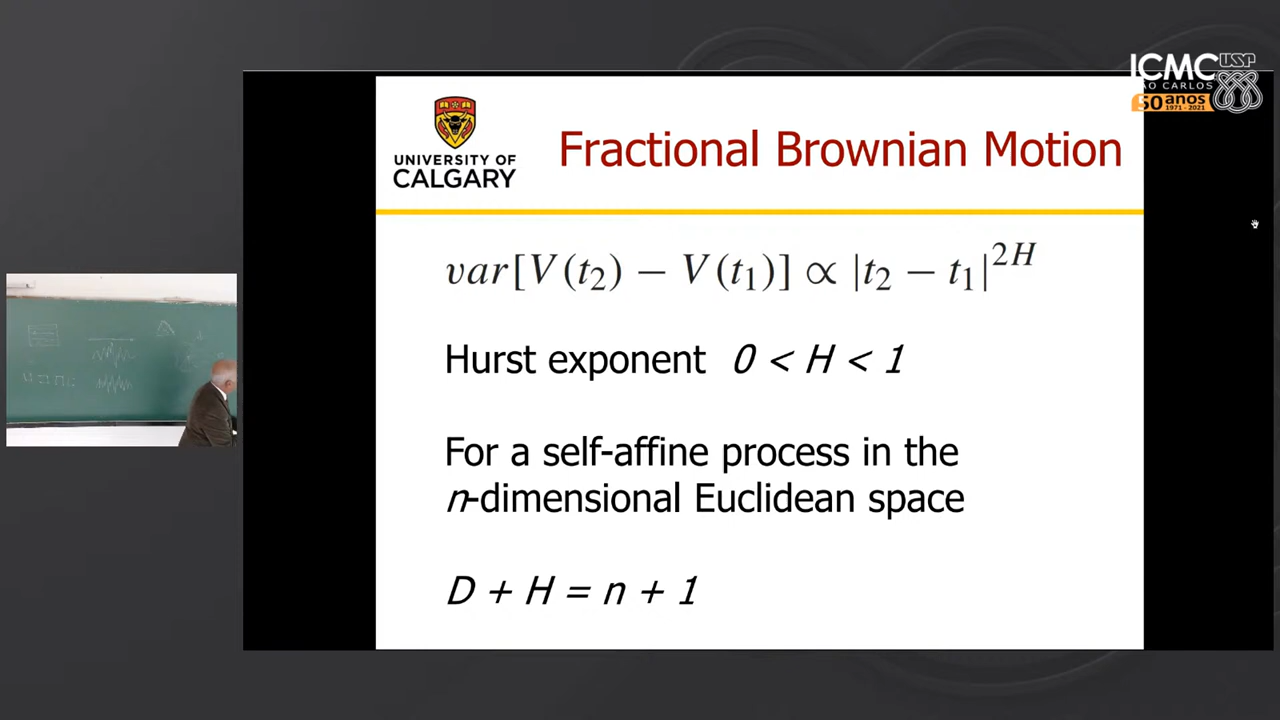 ICMC USP
SÃO CARLOS
50 anos
1971 - 2021
UNIVERSITY OF
CALGARY
Fractional Brownian Motion
var[V(t₂) − V(t₁)] ∝ |t₂ − t₁|²ᴴ
Hurst exponent 0 < H < 1
For a self-affine process in the
n-dimensional Euclidean space
D + H = n + 1